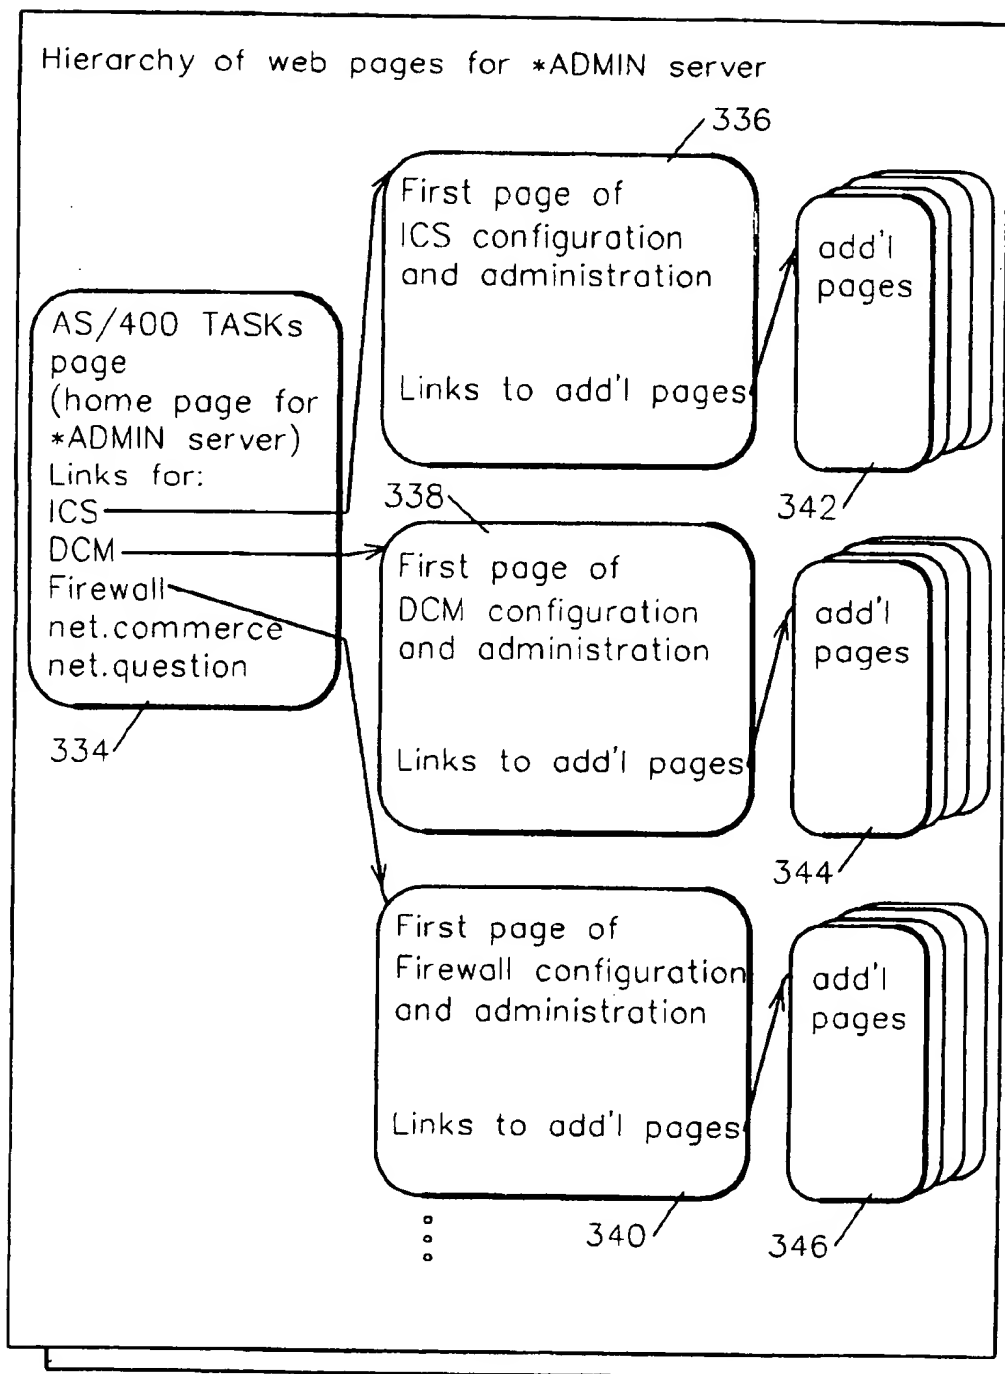 Hierarchy of web pages for *ADMIN server
336
First page of
ICS configuration
and administration
Links to add'l pages
add'l
pages
342
AS/400 TASKs
page
(home page for
*ADMIN server)
Links for:
ICS
DCM
Firewall
net.commerce
net.question
334
338
First page of
DCM configuration
and administration
Links to add'l pages
add'l
pages
344
First page of
Firewall configuration
and administration
Links to add'l pages
340
add'l
pages
346